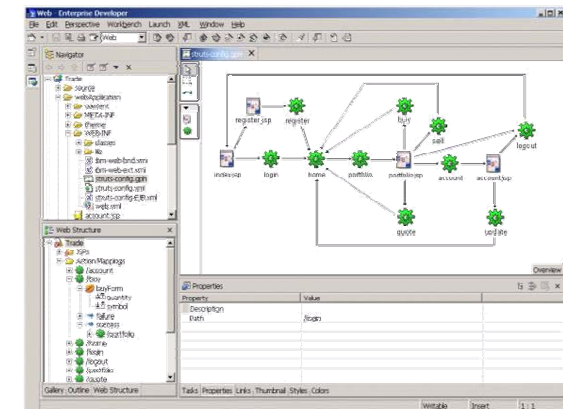 Web - Enterprise Developer
File Edit Perspective Workbench Launch XML Window Help
Web
Navigator
Trade
source
webApplication
content
META-INF
theme
WEB-INF
classes
lib
ibm-web-bnd.xmi
ibm-web-ext.xmi
struts-config.gph
struts-config.xml
struts-configEJB.xml
web.xml
account.jsp
Web Structure
Trade
JSPs
Action Mappings
/account
/buy
buyForm
quantity
symbol
failure
success
/portfolio
/home
/login
/logout
/portfolio
/quote
Gallery Outline Web Structure
struts-config.gph
register.jsp
register
buy
sell
logout
index.jsp
login
home
portfolio
portfolio.jsp
account
account.jsp
quote
update
Overview
Properties
Property Value
Description
Path /login
Tasks Properties Links Thumbnail Styles Colors
Writable Insert 1 : 1